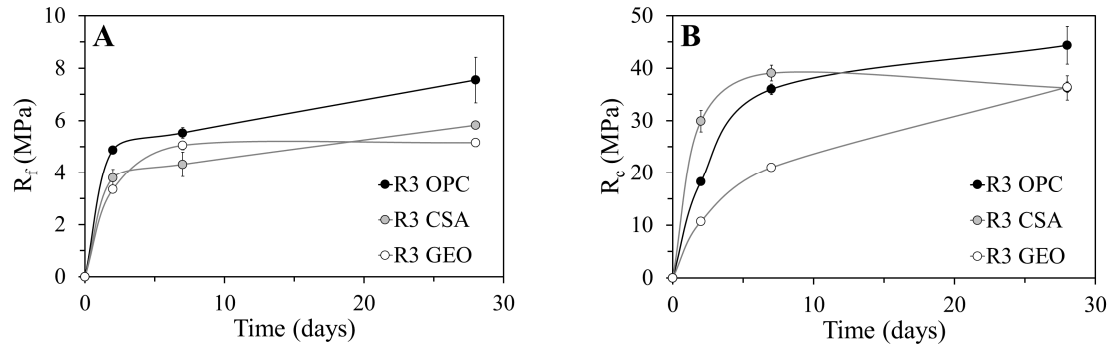 A
R_f (MPa)
10
8
6
4
2
0
0 10 20 30
Time (days)
R3 OPC
R3 CSA
R3 GEO
B
R_c (MPa)
50
40
30
20
10
0
0 10 20 30
Time (days)
R3 OPC
R3 CSA
R3 GEO